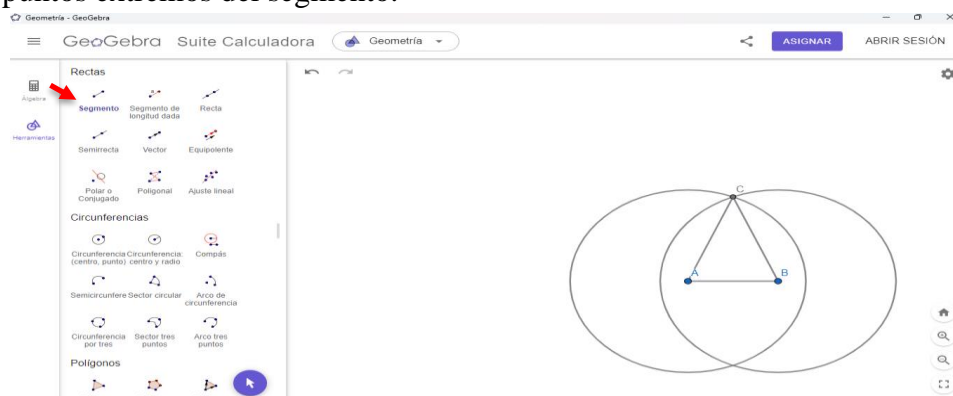 puntos extremos del segmento.
Geometría - GeoGebra
GeoGebra Suite Calculadora Geometría ASIGNAR ABRIR SESIÓN
Álgebra
Herramientas
Rectas
Segmento Segmento de longitud dada Recta
Semirrecta Vector Equipolente
Polar o Conjugado Poligonal Ajuste lineal
Circunferencias
Circunferencia (centro, punto) Circunferencia: centro y radio Compás
Semicircunfere Sector circular Arco de circunferencia
Circunferencia por tres Sector tres puntos Arco tres puntos
Polígonos
C
A B